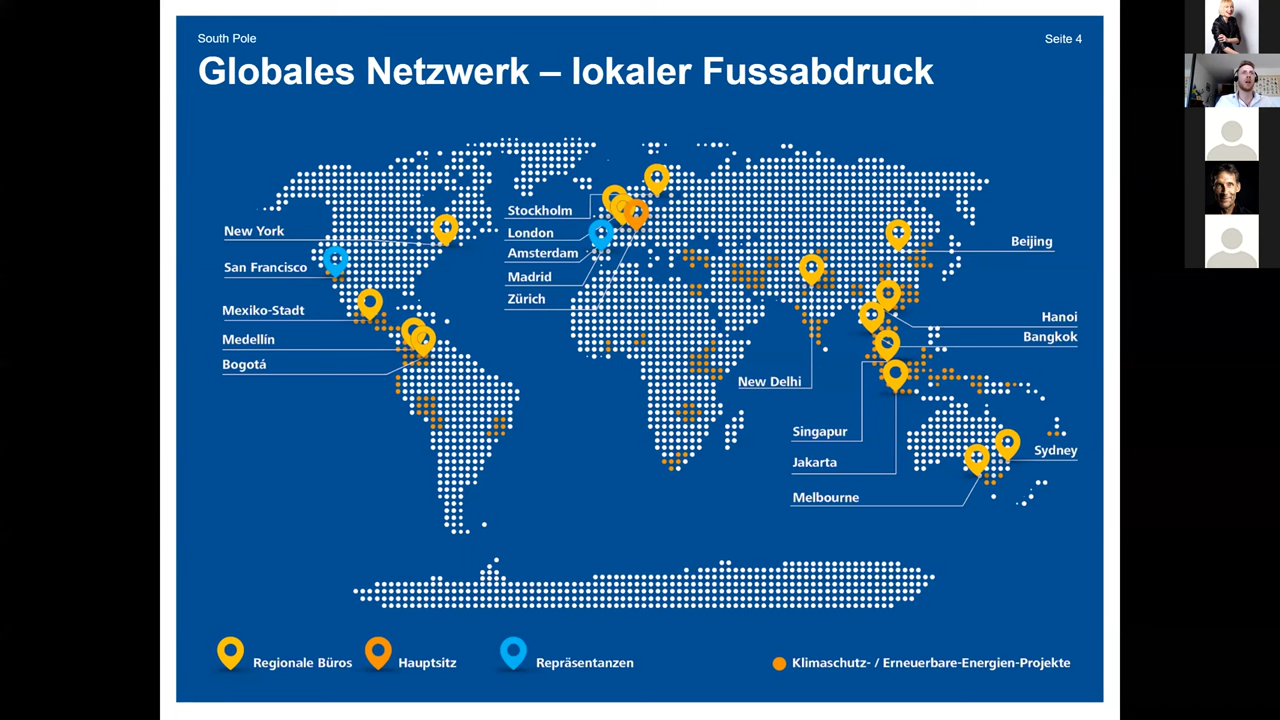 South Pole
Seite 4
Globales Netzwerk – lokaler Fussabdruck
Stockholm
New York
London
Beijing
Amsterdam
San Francisco
Madrid
Zürich
Mexiko-Stadt
Hanoi
Medellín
Bangkok
Bogotá
New Delhi
Singapur
Sydney
Jakarta
Melbourne
Regionale Büros
Hauptsitz
Repräsentanzen
Klimaschutz- / Erneuerbare-Energien-Projekte